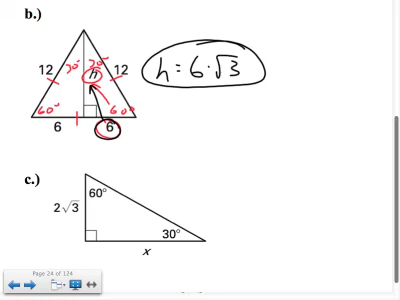 b.)
30° 30°
12 h 12
60° 60°
6 6
h = 6·√3
c.)
60°
2√3
30°
x
Page 24 of 124